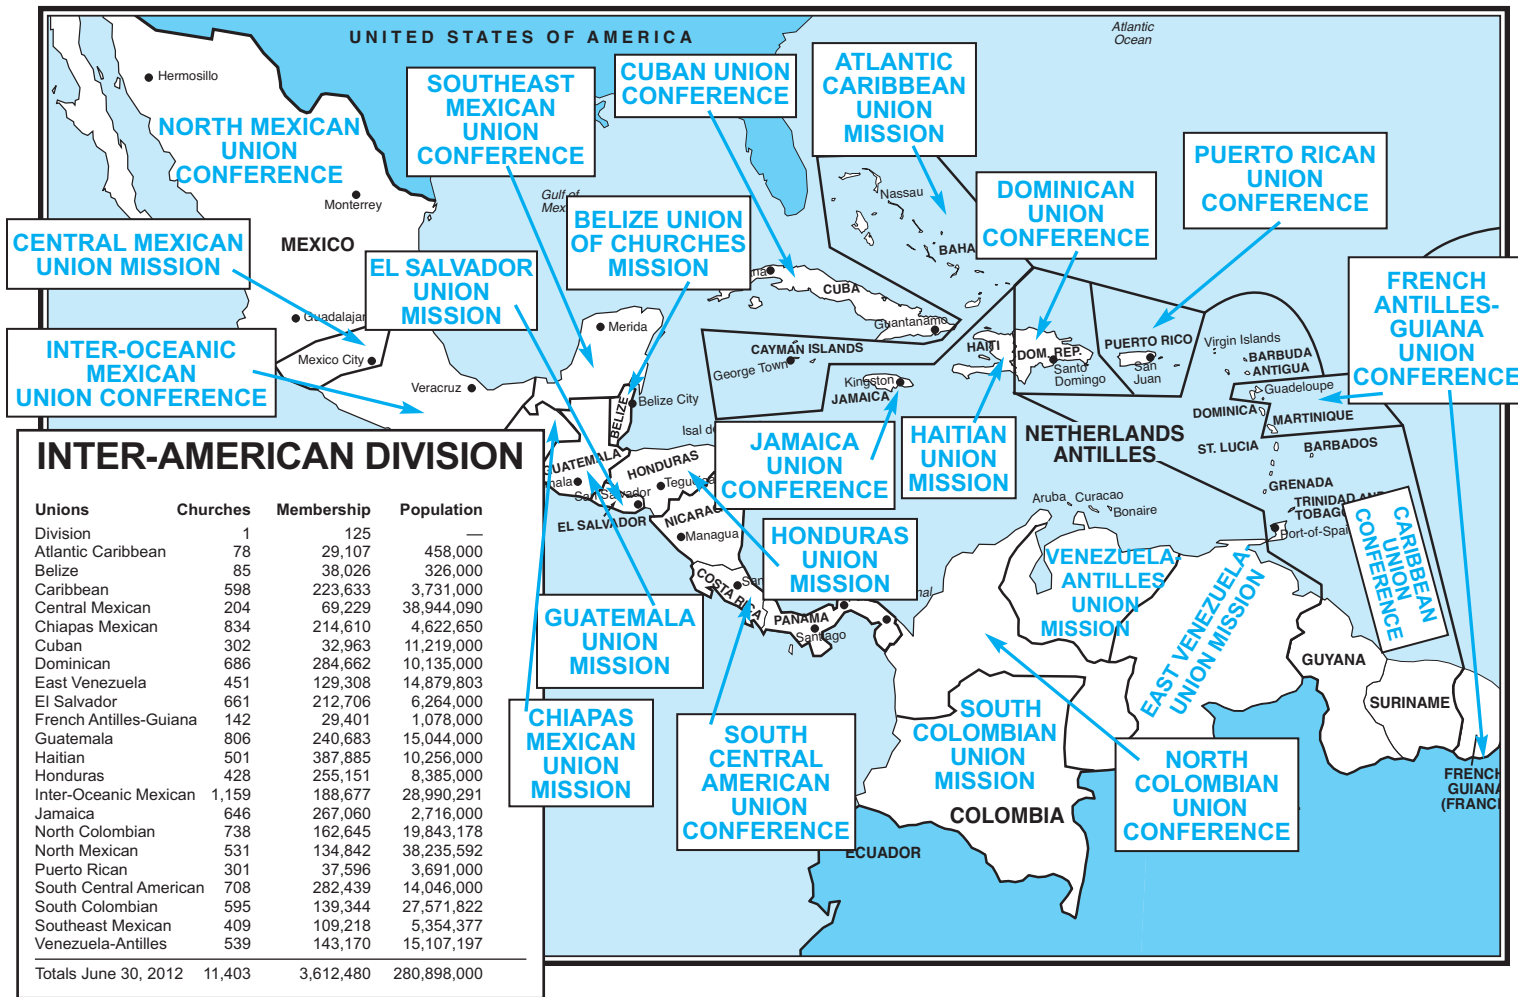 UNITED STATES OF AMERICA
Atlantic
Ocean
Hermosillo
NORTH MEXICAN
UNION
CONFERENCE
SOUTHEAST
MEXICAN
UNION
CONFERENCE
CUBAN UNION
CONFERENCE
ATLANTIC
CARIBBEAN
UNION
MISSION
PUERTO RICAN
UNION
CONFERENCE
DOMINICAN
UNION
CONFERENCE
Monterrey
Gulf of
Nassau
MEXICO
CENTRAL MEXICAN
UNION MISSION
EL SALVADOR
UNION
MISSION
BELIZE UNION
OF CHURCHES
MISSION
FRENCH
ANTILLES-
GUIANA
UNION
CONFERENCE
CUBA
Guantanamo
Mexico City
Merida
INTER-OCEANIC
MEXICAN
UNION CONFERENCE
Veracruz
CAYMAN ISLANDS
George Town
Kingston
JAMAICA
HAITI
DOM. REP.
Santo
Domingo
PUERTO RICO
San
Juan
Virgin Islands
BARBUDA
ANTIGUA
Guadeloupe
DOMINICA
MARTINIQUE
ST. LUCIA
BARBADOS
GRENADA
TRINIDAD AND
TOBAGO
BELIZE
Belize City
JAMAICA
UNION
CONFERENCE
HAITIAN
UNION
MISSION
NETHERLANDS
ANTILLES
GUATEMALA
HONDURAS
San Salvador
EL SALVADOR
Managua
COSTA RICA
PANAMA
Santiago
Aruba
Curacao
Bonaire
HONDURAS
UNION
MISSION
GUATEMALA
UNION
MISSION
CHIAPAS
MEXICAN
UNION
MISSION
SOUTH
CENTRAL
AMERICAN
UNION
CONFERENCE
VENEZUELA-
ANTILLES
UNION
MISSION
EAST VENEZUELA
UNION MISSION
CARIBBEAN
UNION
CONFERENCE
GUYANA
SURINAME
FRENCH
GUIANA
SOUTH
COLOMBIAN
UNION
MISSION
COLOMBIA
NORTH
COLOMBIAN
UNION
CONFERENCE
ECUADOR
INTER-AMERICAN DIVISION
Unions Churches Membership Population
Division 1 125 —
Atlantic Caribbean 78 29,107 458,000
Belize 85 38,026 326,000
Caribbean 598 223,633 3,731,000
Central Mexican 204 69,229 38,944,090
Chiapas Mexican 834 214,610 4,622,650
Cuban 302 32,963 11,219,000
Dominican 686 284,662 10,135,000
East Venezuela 451 129,308 14,879,803
El Salvador 661 212,706 6,264,000
French Antilles-Guiana 142 29,401 1,078,000
Guatemala 806 240,683 15,044,000
Haitian 501 387,885 10,256,000
Honduras 428 255,151 8,385,000
Inter-Oceanic Mexican 1,159 188,677 28,990,291
Jamaica 646 267,060 2,716,000
North Colombian 738 162,645 19,843,178
North Mexican 531 134,842 38,235,592
Puerto Rican 301 37,596 3,691,000
South Central American 708 282,439 14,046,000
South Colombian 595 139,344 27,571,822
Southeast Mexican 409 109,218 5,354,377
Venezuela-Antilles 539 143,170 15,107,197
Totals June 30, 2012 11,403 3,612,480 280,898,000